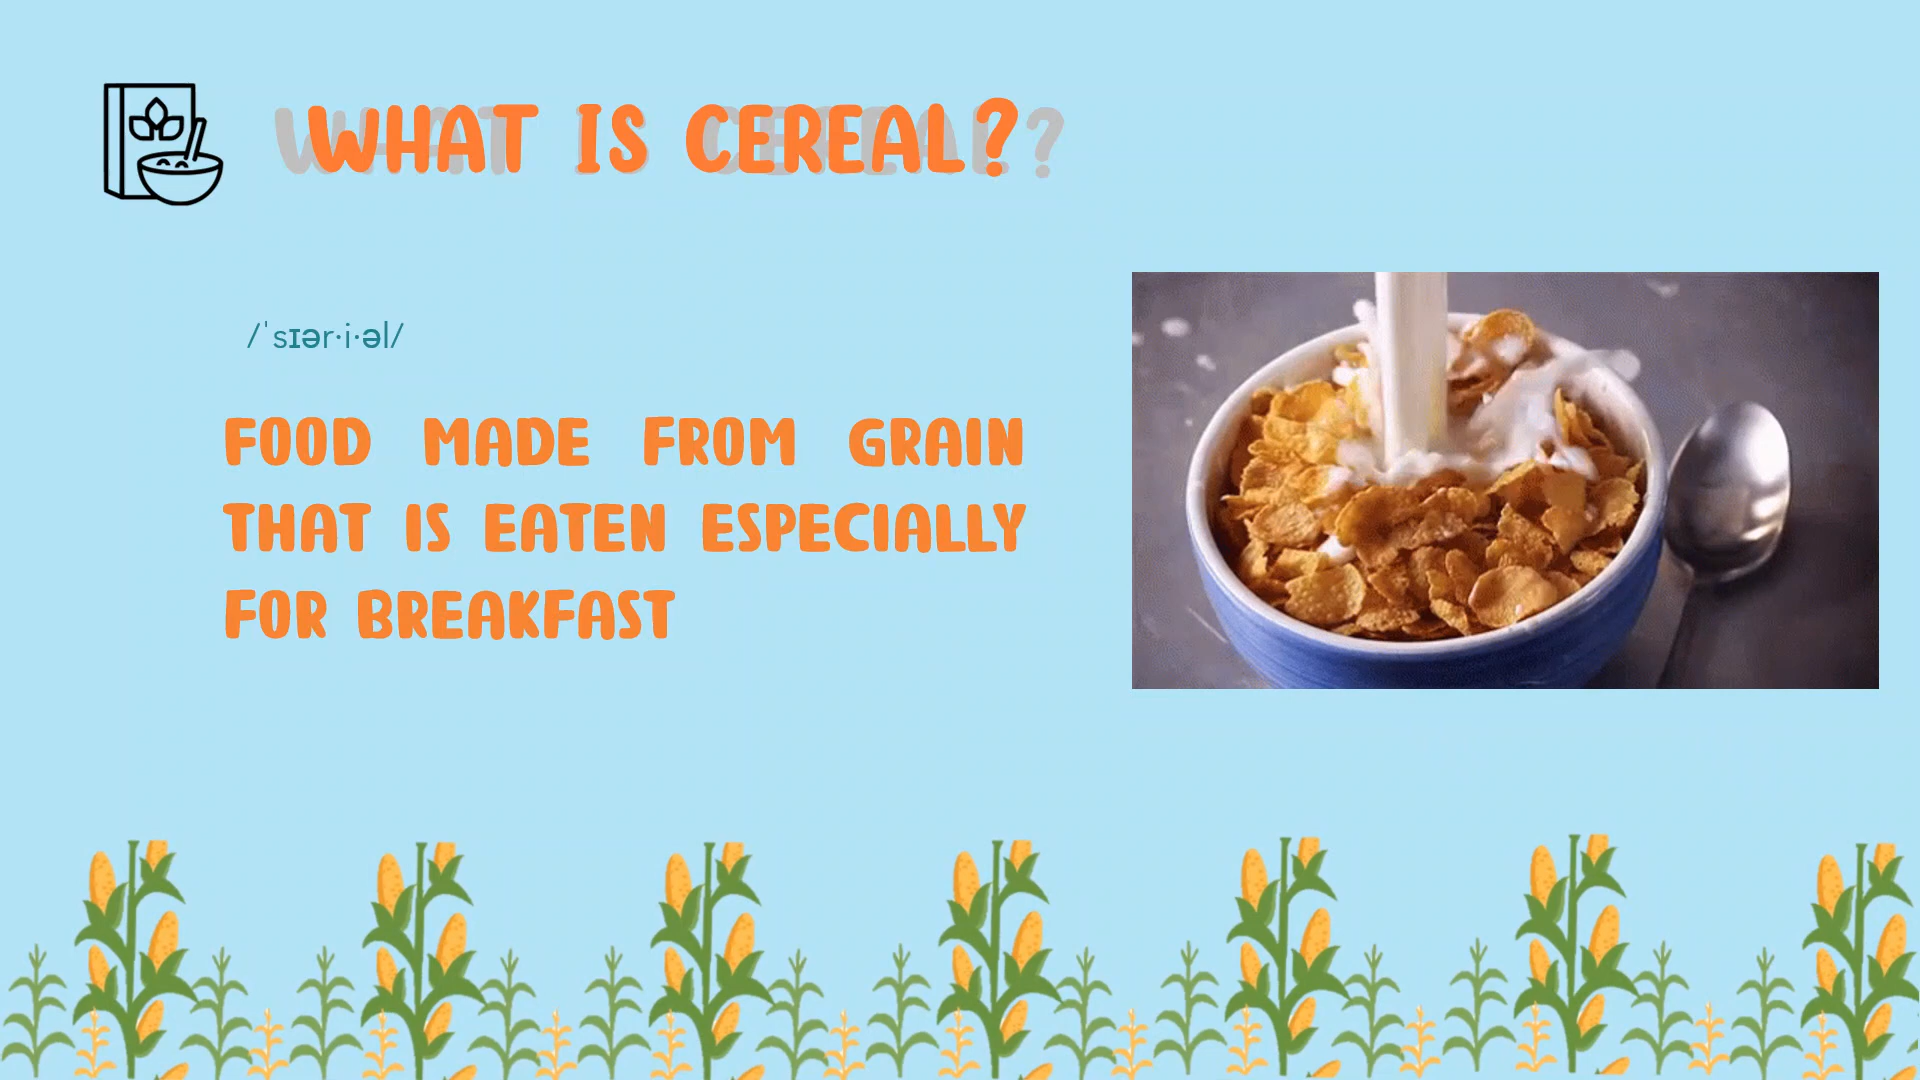 WHAT IS CEREAL?
/ˈsɪər·i·əl/
FOOD MADE FROM GRAIN
THAT IS EATEN ESPECIALLY
FOR BREAKFAST